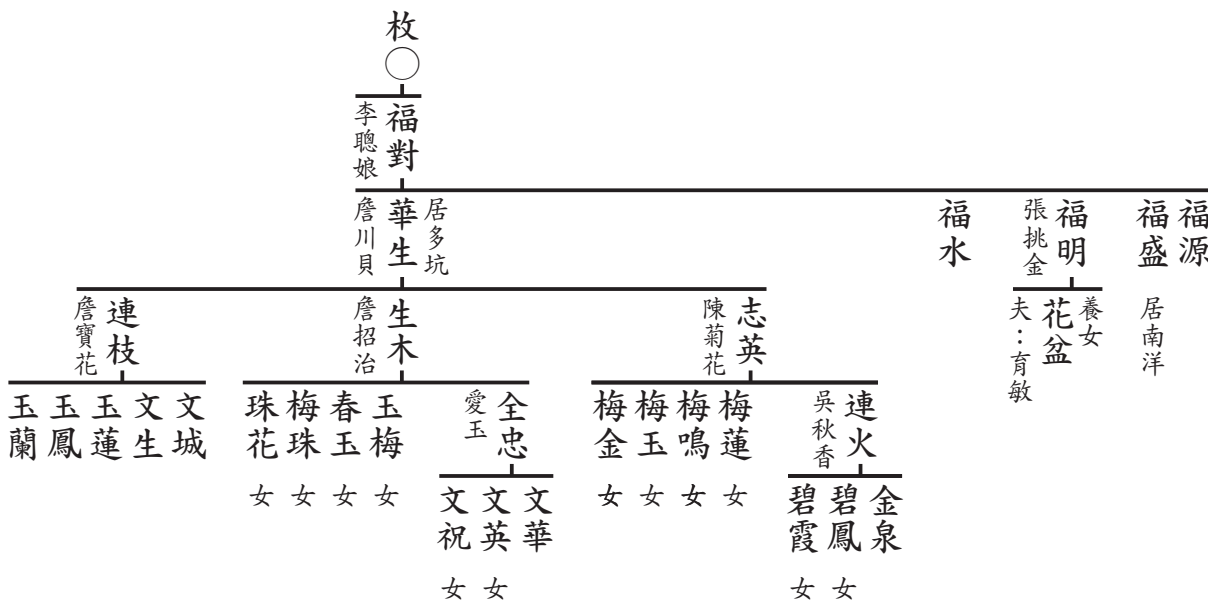 枚
福對
李聰娘
福源
福盛
居南洋
福明
張挑金
福水
居多坑
華生
詹川貝
養女
花盆
夫：育敏
志英
陳菊花
生木
詹招治
連枝
詹寶花
連火
吳秋香
梅蓮
女
梅鳴
女
梅玉
女
梅金
女
全忠
愛玉
玉梅
女
春玉
女
梅珠
女
珠花
女
文城
文生
玉蓮
玉鳳
玉蘭
金泉
碧鳳
女
碧霞
女
文華
文英
女
文祝
女